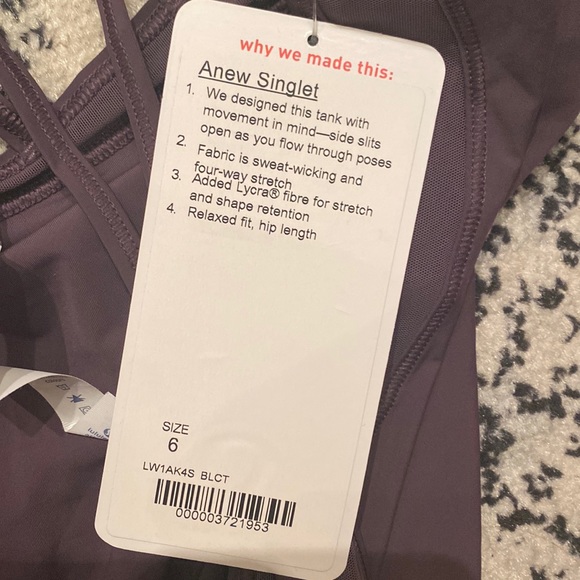 why we made this:
Anew Singlet
1. We designed this tank with
movement in mind—side slits
open as you flow through poses
2. Fabric is sweat-wicking and
four-way stretch
3. Added Lycra® fibre for stretch
and shape retention
4. Relaxed fit, hip length
SIZE
6
LW1AK4S BLCT
000003721953